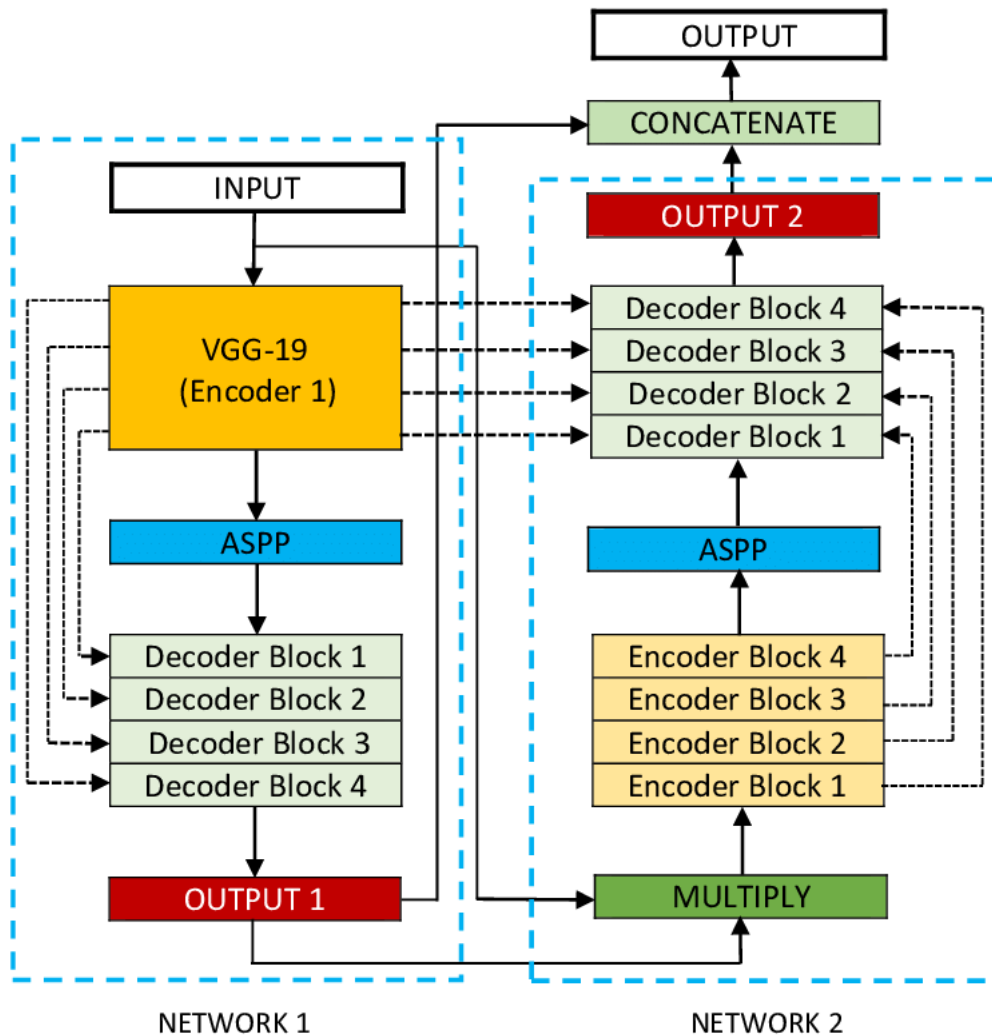 OUTPUT
CONCATENATE
INPUT
OUTPUT 2
VGG-19
(Encoder 1)
Decoder Block 4
Decoder Block 3
Decoder Block 2
Decoder Block 1
ASPP
ASPP
Decoder Block 1
Decoder Block 2
Decoder Block 3
Decoder Block 4
Encoder Block 4
Encoder Block 3
Encoder Block 2
Encoder Block 1
OUTPUT 1
MULTIPLY
NETWORK 1
NETWORK 2